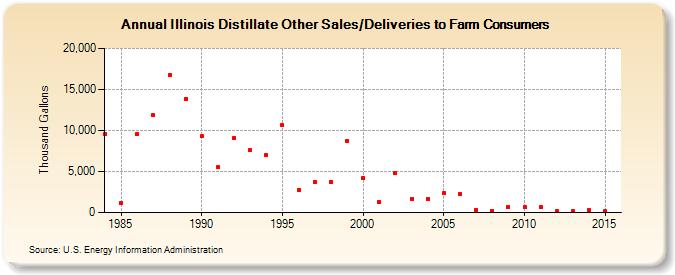 Annual Illinois Distillate Other Sales/Deliveries to Farm Consumers
Thousand Gallons
20,000
15,000
10,000
5,000
0
1985 1990 1995 2000 2005 2010 2015
Source: U.S. Energy Information Administration